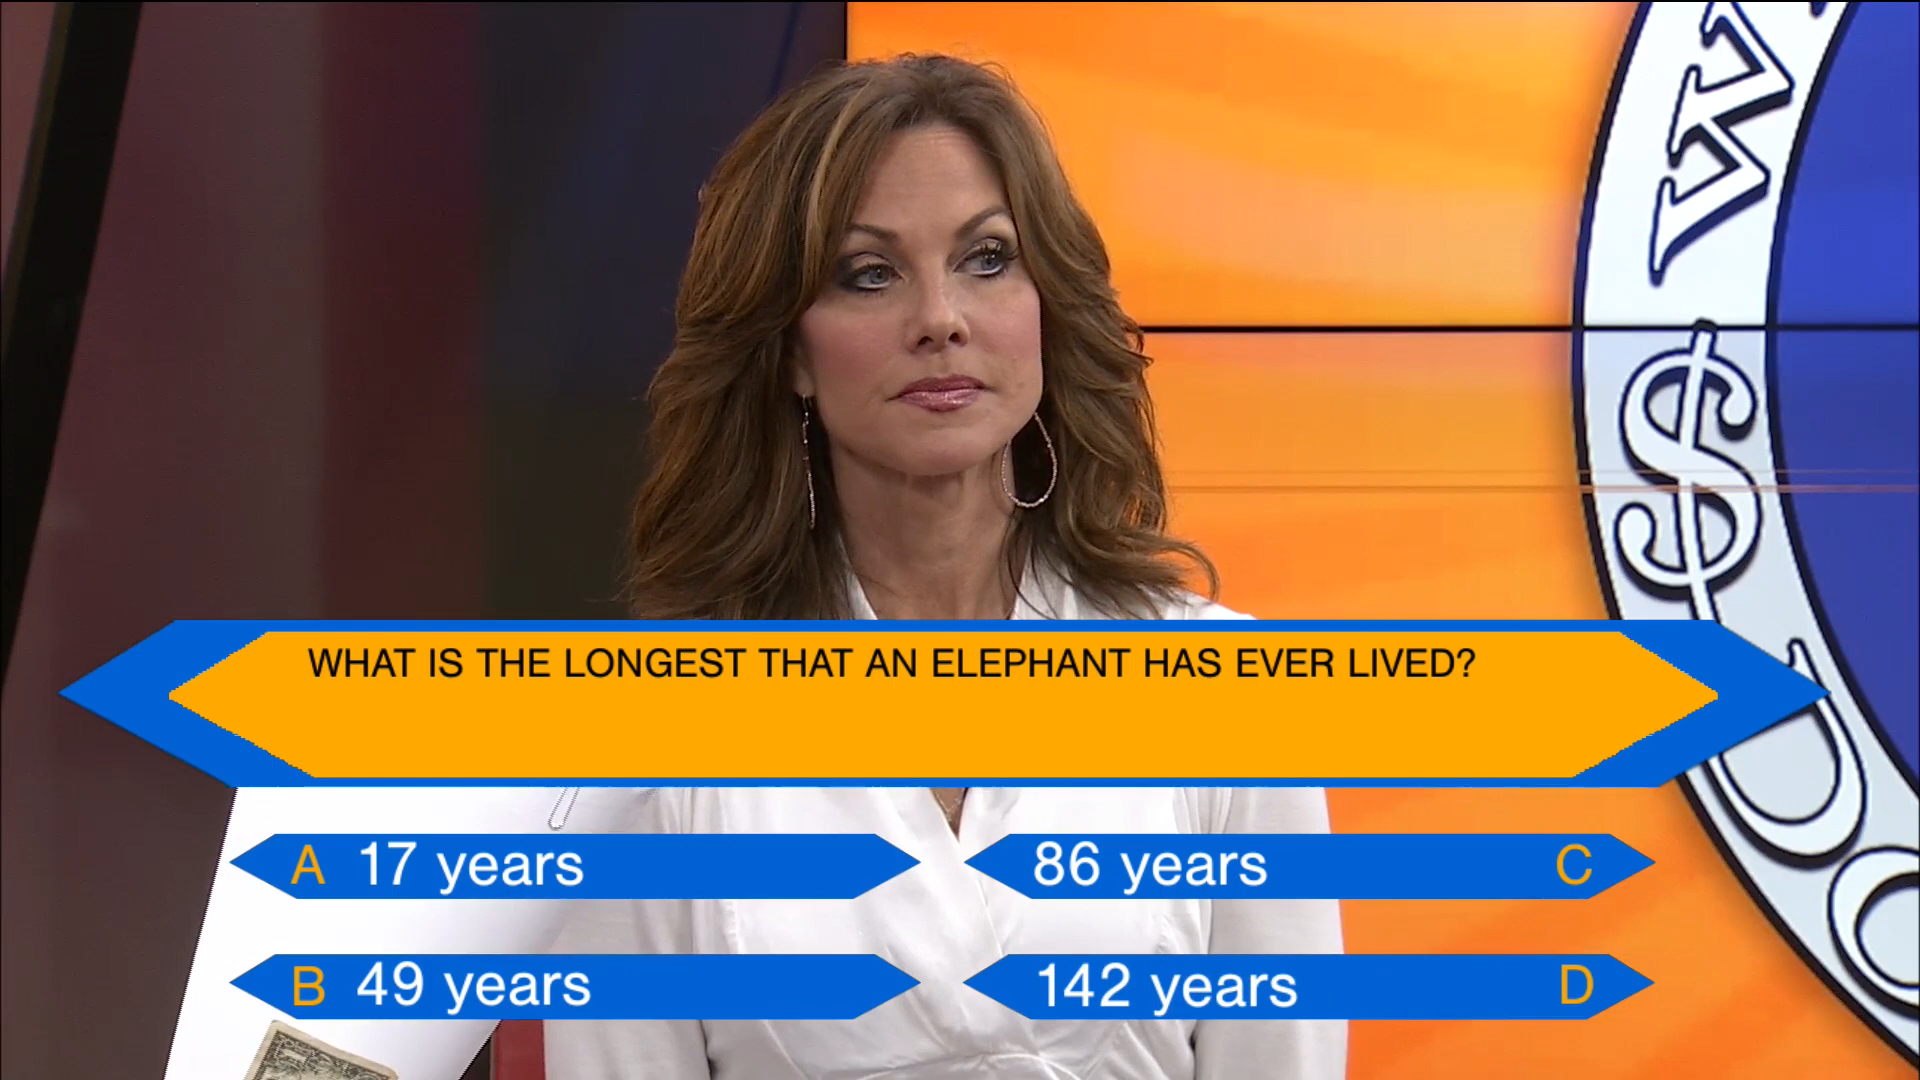 WHAT IS THE LONGEST THAT AN ELEPHANT HAS EVER LIVED?
A 17 years
86 years C
B 49 years
142 years D
W
$